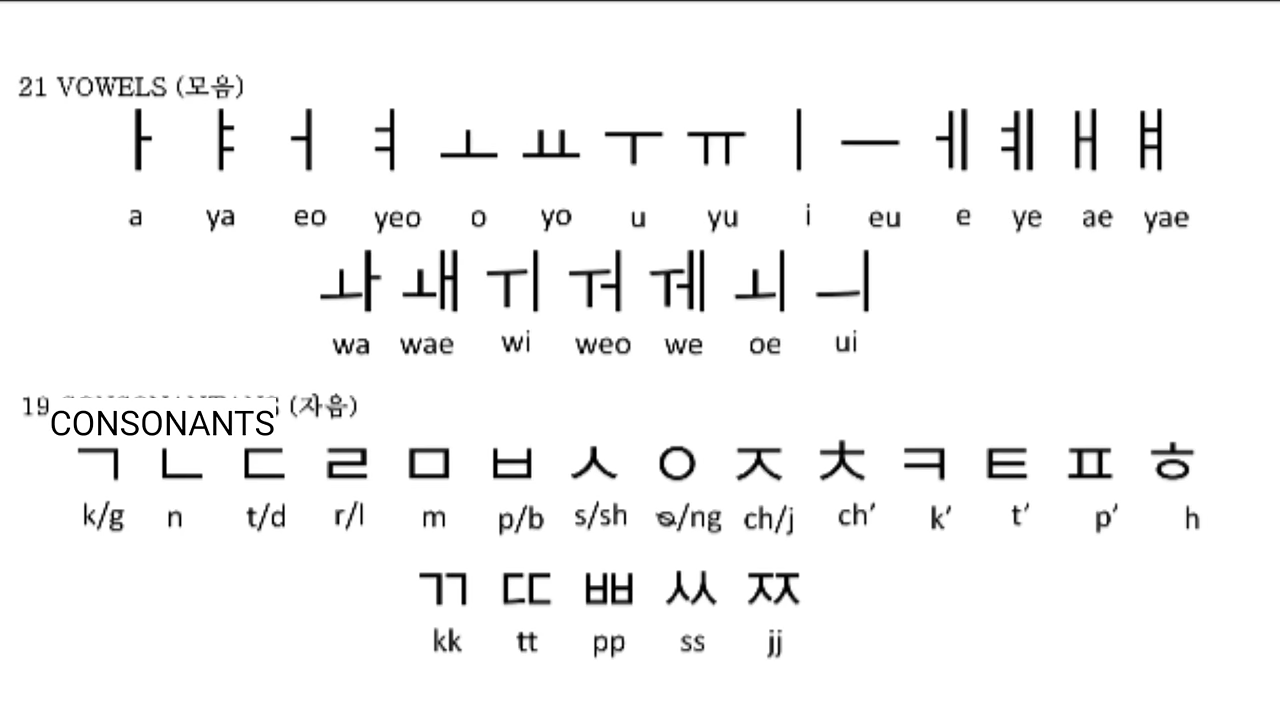 21 VOWELS (모음)
ㅏ ㅑ ㅓ ㅕ ㅗ ㅛ ㅜ ㅠ ㅣ ㅡ ㅔ ㅖ ㅐ ㅒ
a ya eo yeo o yo u yu i eu e ye ae yae
ㅘ ㅙ ㅟ ㅝ ㅞ ㅚ ㅢ
wa wae wi weo we oe ui
19 CONSONANTS (자음)
ㄱ ㄴ ㄷ ㄹ ㅁ ㅂ ㅅ ㅇ ㅈ ㅊ ㅋ ㅌ ㅍ ㅎ
k/g n t/d r/l m p/b s/sh ᴓ/ng ch/j ch’ k’ t’ p’ h
ㄲ ㄸ ㅃ ㅆ ㅉ
kk tt pp ss jj